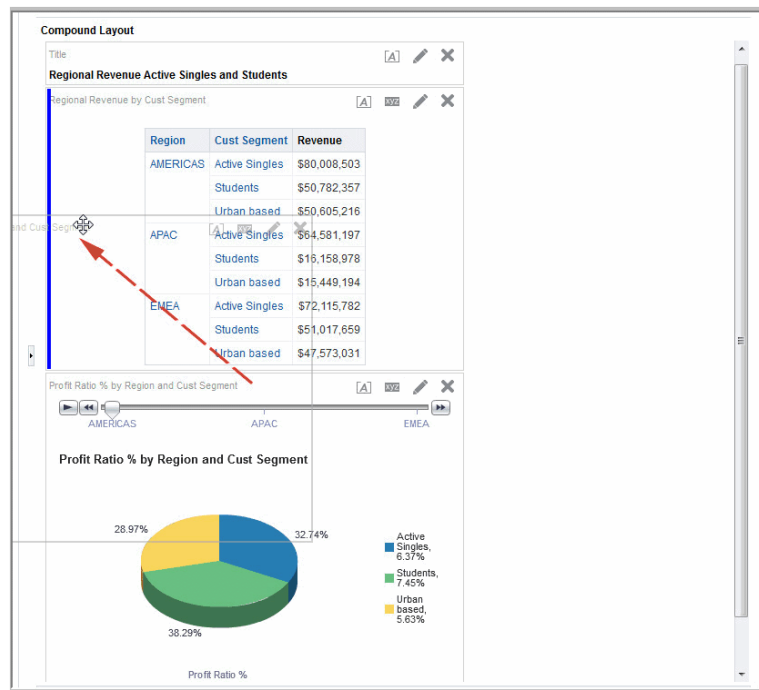 Compound Layout
Title
Regional Revenue Active Singles and Students
Regional Revenue by Cust Segment
Region Cust Segment Revenue
AMERICAS Active Singles $80,008,503
Students $50,782,357
Urban based $50,605,216
and Cust Segm
APAC Active Singles $64,581,197
Students $16,158,978
Urban based $15,449,194
EMEA Active Singles $72,115,782
Students $51,017,659
Urban based $47,573,031
Profit Ratio % by Region and Cust Segment
AMERICAS APAC EMEA
Profit Ratio % by Region and Cust Segment
28.97%
32.74%
38.29%
Active
Singles,
6.37%
Students,
7.45%
Urban
based,
5.63%
Profit Ratio %